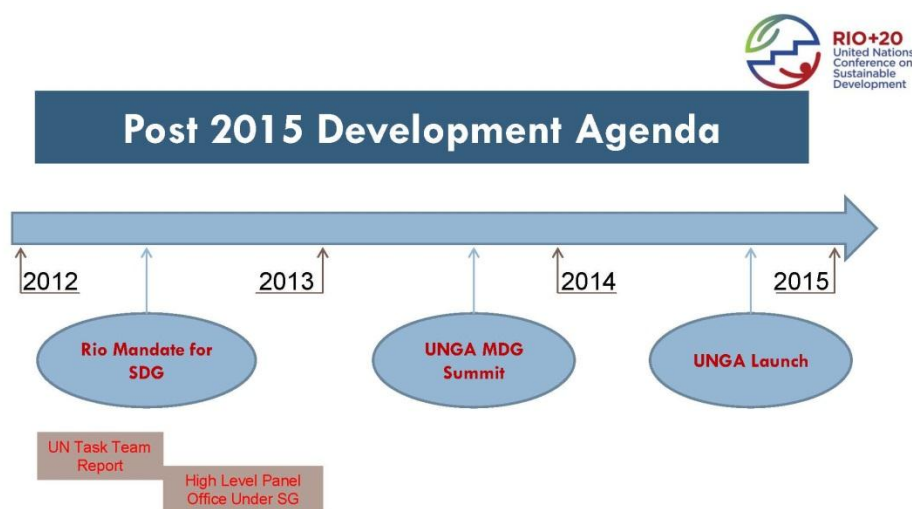 RIO+20
United Nations
Conference on
Sustainable
Development
Post 2015 Development Agenda
2012
2013
2014
2015
Rio Mandate for
SDG
UNGA MDG
Summit
UNGA Launch
UN Task Team
Report
High Level Panel
Office Under SG